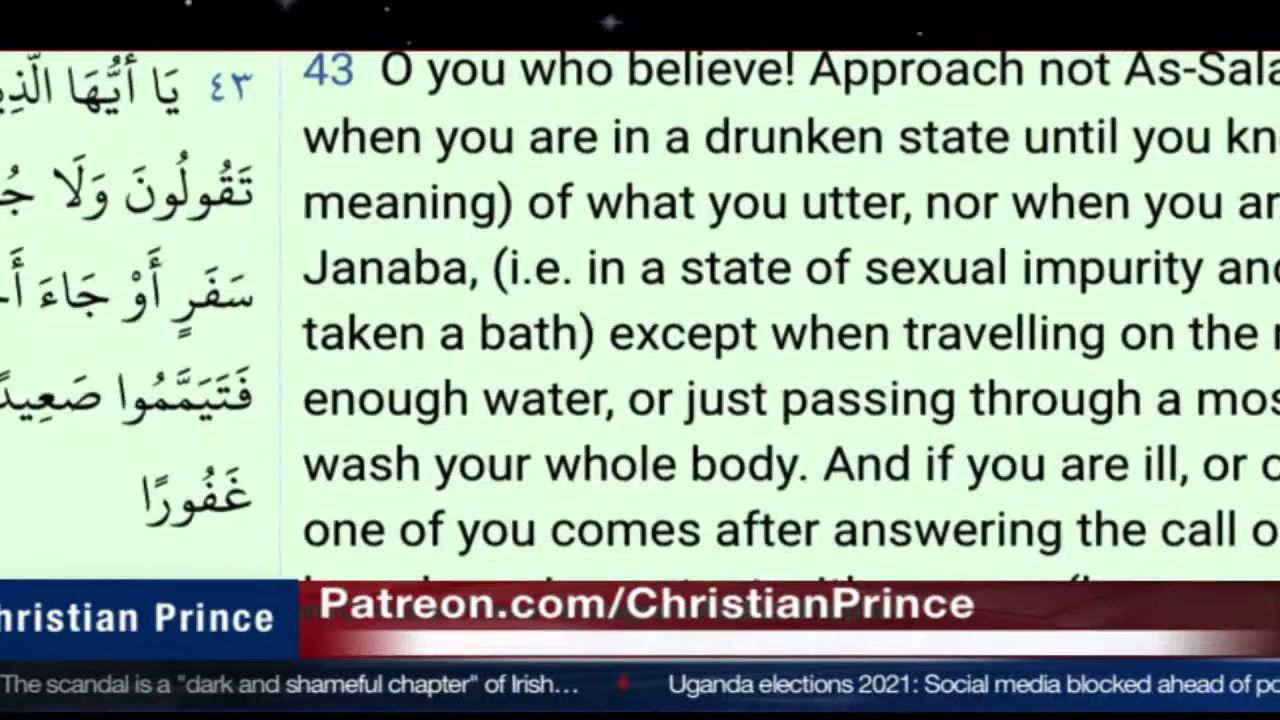 ٤٣ يَا أَيُّهَا
تَقُولُونَ وَلَا
سَفَرٍ أَوْ جَاءَ
فَتَيَمَّمُوا
غَفُورًا
43 O you who believe! Approach not
when you are in a drunken state until you
meaning) of what you utter, nor when you
Janaba, (i.e. in a state of sexual impurity
taken a bath) except when travelling on the
enough water, or just passing through a
wash your whole body. And if you are ill, or
one of you comes after answering the call
Prince
Patreon.com/ChristianPrince
The scandal is a "dark and shameful chapter" of Irish... Uganda elections 2021: Social media blocked ahead of